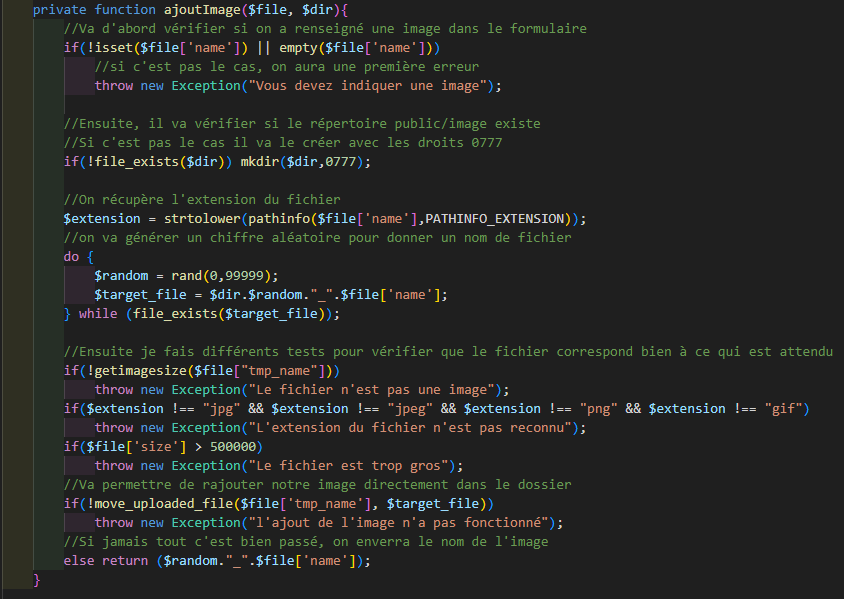 private function ajoutImage($file, $dir){
//Va d'abord vérifier si on a renseigné une image dans le formulaire
if(!isset($file['name']) || empty($file['name']))
//si c'est pas le cas, on aura une première erreur
throw new Exception("Vous devez indiquer une image");
//Ensuite, il va vérifier si le répertoire public/image existe
//Si c'est pas le cas il va le créer avec les droits 0777
if(!file_exists($dir)) mkdir($dir,0777);
//On récupère l'extension du fichier
$extension = strtolower(pathinfo($file['name'],PATHINFO_EXTENSION));
//on va générer un chiffre aléatoire pour donner un nom de fichier
do {
$random = rand(0,99999);
$target_file = $dir.$random."_".$file['name'];
} while (file_exists($target_file));
//Ensuite je fais différents tests pour vérifier que le fichier correspond bien à ce qui est attendu
if(!getimagesize($file["tmp_name"]))
throw new Exception("Le fichier n'est pas une image");
if($extension !== "jpg" && $extension !== "jpeg" && $extension !== "png" && $extension !== "gif")
throw new Exception("L'extension du fichier n'est pas reconnu");
if($file['size'] > 500000)
throw new Exception("Le fichier est trop gros");
//Va permettre de rajouter notre image directement dans le dossier
if(!move_uploaded_file($file['tmp_name'], $target_file))
throw new Exception("l'ajout de l'image n'a pas fonctionné");
//Si jamais tout c'est bien passé, on enverra le nom de l'image
else return ($random."_".$file['name']);
}